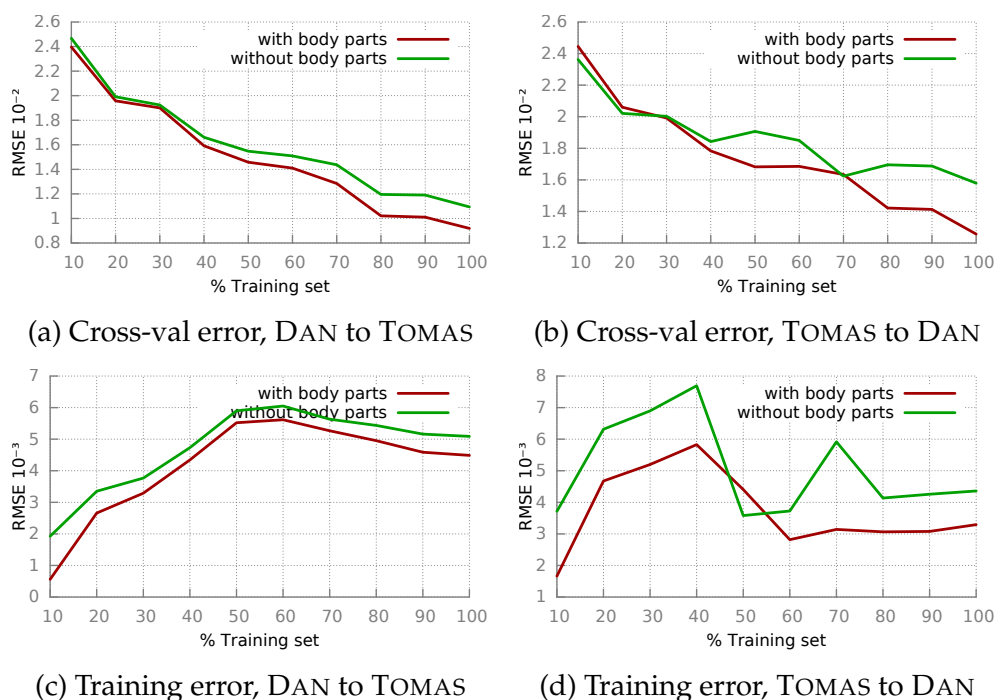 2.6
2.4
2.2
2
1.8
1.6
1.4
1.2
1
0.8
RMSE 10⁻²
with body parts
without body parts
10 20 30 40 50 60 70 80 90 100
% Training set
(a) Cross-val error, DAN to TOMAS
2.6
2.4
2.2
2
1.8
1.6
1.4
1.2
RMSE 10⁻²
with body parts
without body parts
10 20 30 40 50 60 70 80 90 100
% Training set
(b) Cross-val error, TOMAS to DAN
7
6
5
4
3
2
1
0
RMSE 10⁻³
with body parts
without body parts
10 20 30 40 50 60 70 80 90 100
% Training set
(c) Training error, DAN to TOMAS
8
7
6
5
4
3
2
1
RMSE 10⁻³
with body parts
without body parts
10 20 30 40 50 60 70 80 90 100
% Training set
(d) Training error, TOMAS to DAN